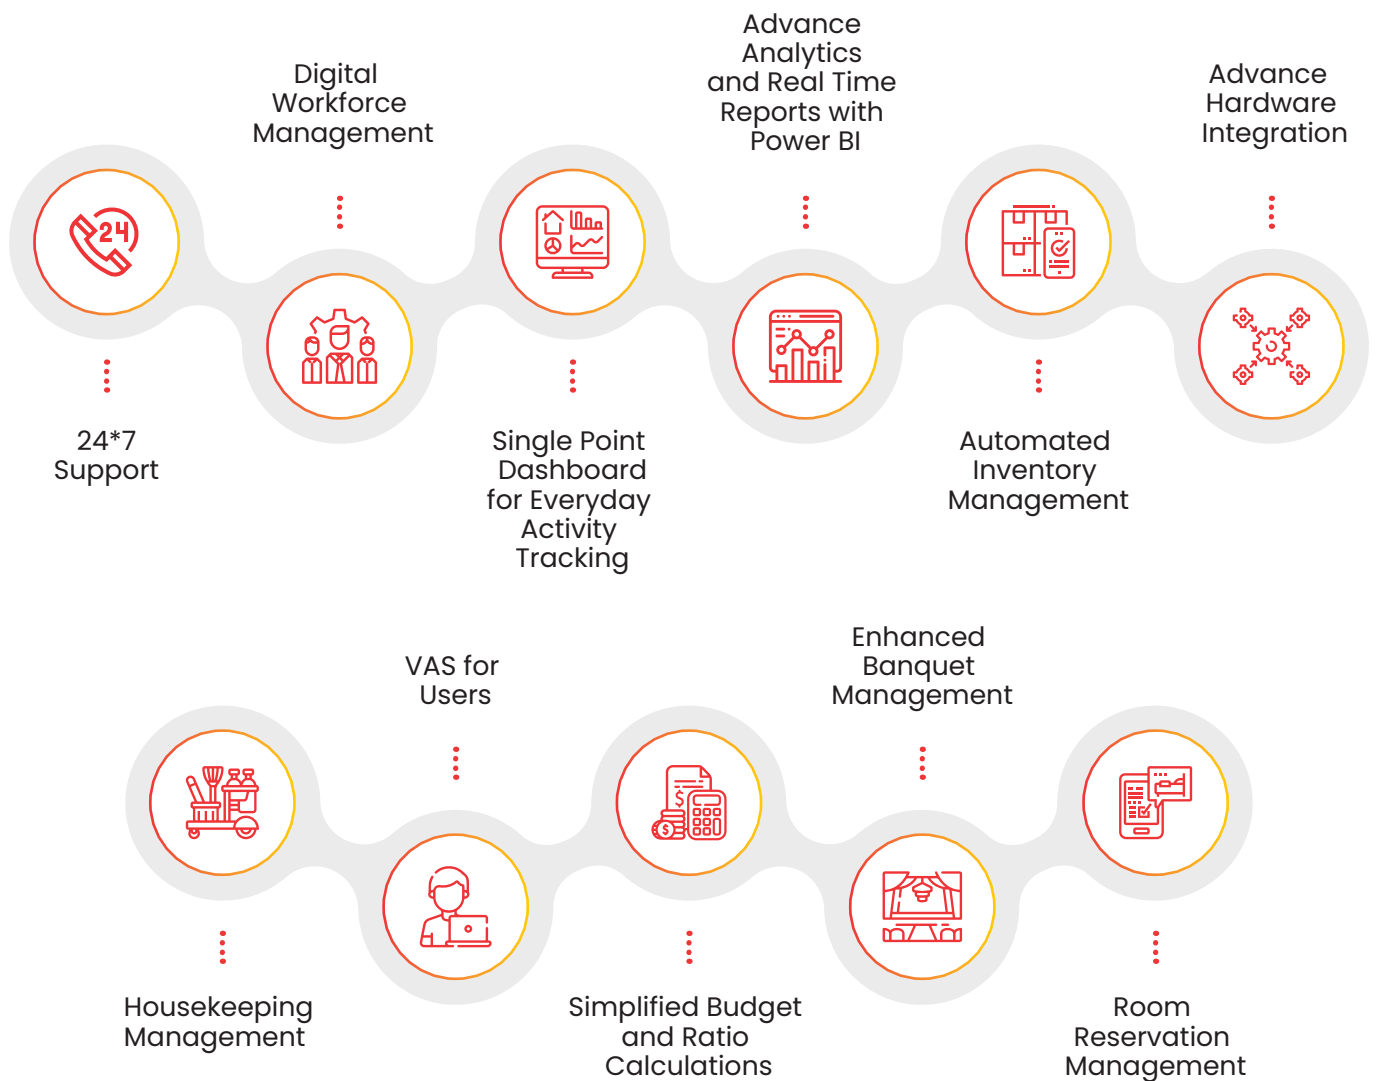 24*7
Support
Digital
Workforce
Management
Single Point
Dashboard
for Everyday
Activity
Tracking
Advance
Analytics
and Real Time
Reports with
Power BI
Automated
Inventory
Management
Advance
Hardware
Integration
24
Housekeeping
Management
VAS for
Users
Simplified Budget
and Ratio
Calculations
$
$
Enhanced
Banquet
Management
Room
Reservation
Management